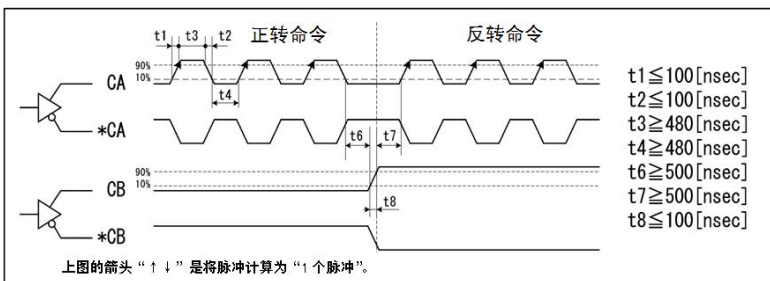 t1 t3 t2 正转命令 反转命令
90%
10%
CA
t4
*CA
t6 t7
90%
10%
CB
t8
*CB
t1≦100[nsec]
t2≦100[nsec]
t3≧480[nsec]
t4≧480[nsec]
t6≧500[nsec]
t7≧500[nsec]
t8≦100[nsec]
上图的箭头“↑↓”是将脉冲计算为“1个脉冲”。